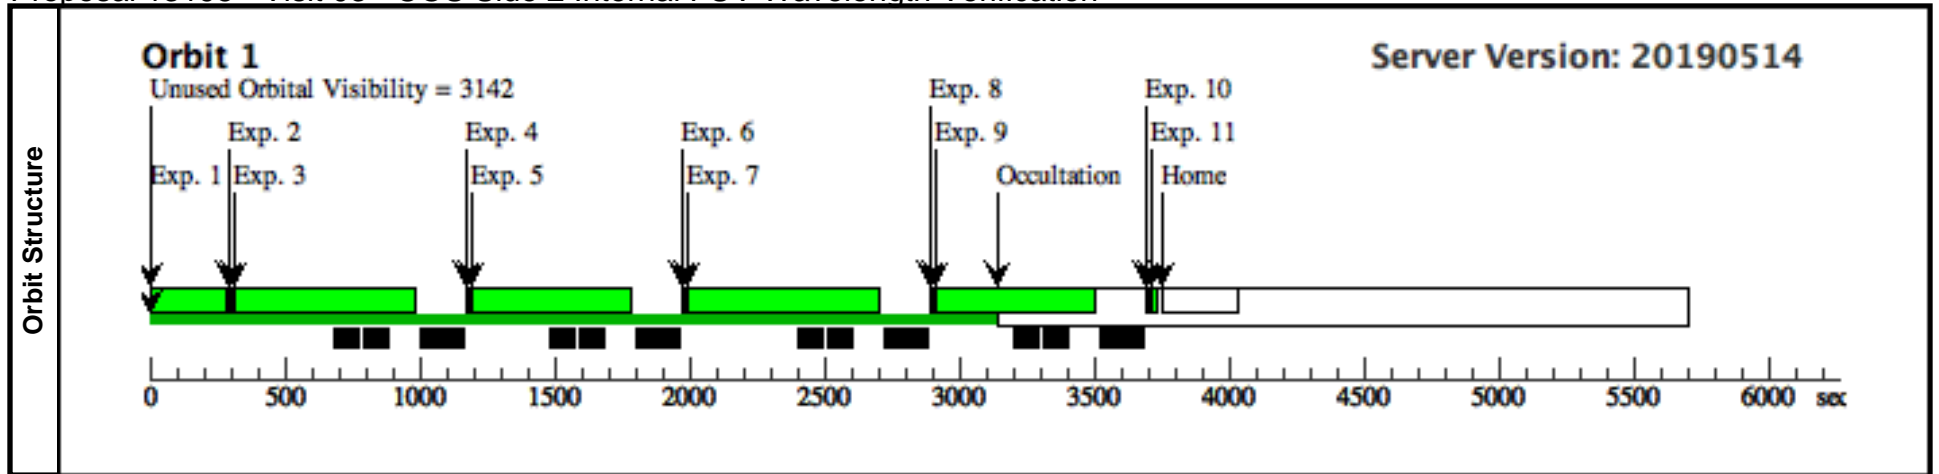 Orbit Structure
Orbit 1
Server Version: 20190514
Unused Orbital Visibility = 3142
Exp. 8
Exp. 10
Exp. 2
Exp. 4
Exp. 6
Exp. 9
Exp. 11
Exp. 1
Exp. 3
Exp. 5
Exp. 7
Occultation
Home
0 500 1000 1500 2000 2500 3000 3500 4000 4500 5000 5500 6000 sec